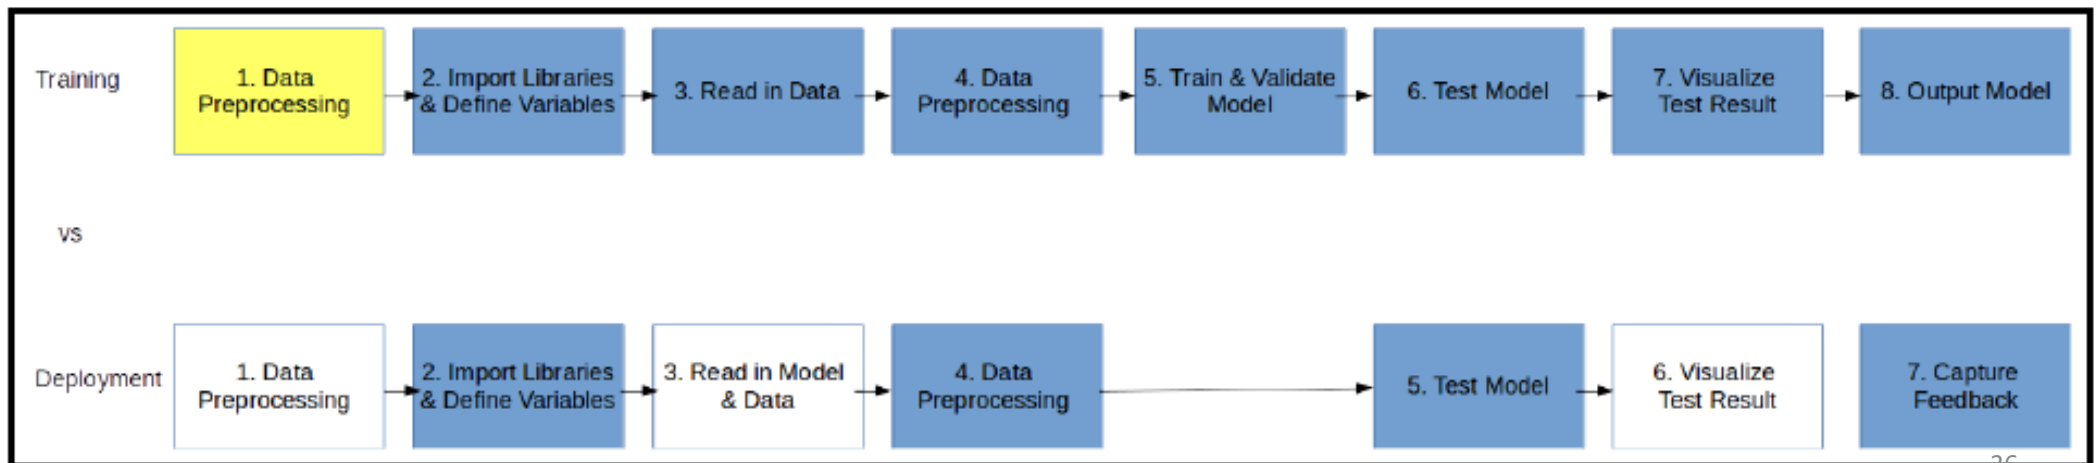 Training
1. Data
Preprocessing
2. Import Libraries
& Define Variables
3. Read in Data
4. Data
Preprocessing
5. Train & Validate
Model
6. Test Model
7. Visualize
Test Result
8. Output Model
vs
Deployment
1. Data
Preprocessing
2. Import Libraries
& Define Variables
3. Read in Model
& Data
4. Data
Preprocessing
5. Test Model
6. Visualize
Test Result
7. Capture
Feedback